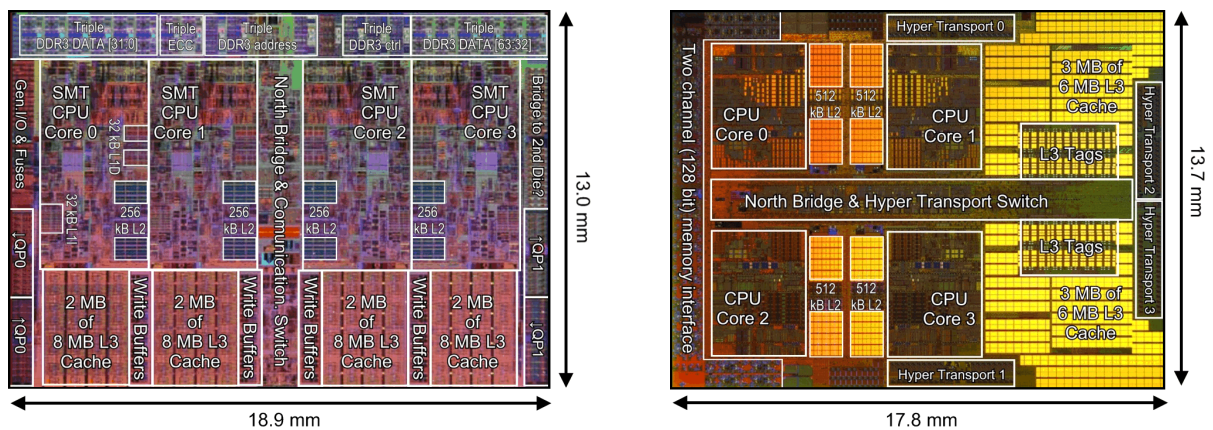 Triple
DDR3 DATA [31:0]
Triple
ECC
Triple
DDR3 address
Triple
DDR3 ctrl
Triple
DDR3 DATA [63:32]
Gen.I/O & Fuses
SMT
CPU
Core 0
SMT
CPU
Core 1
North Bridge & Comunication. Switch
SMT
CPU
Core 2
SMT
CPU
Core 3
Bridge to 2nd Die?
32 kB L1D
32 kB L1I
256
kB L2
256
kB L2
256
kB L2
256
kB L2
↓QP0
↑QP0
↑QP1
↓QP1
2 MB
of
8 MB L3
Cache
Write Buffers
2 MB
of
8 MB L3
Cache
Write Buffers
Write Buffers
2 MB
of
8 MB L3
Cache
Write Buffers
2 MB
of
8 MB L3
Cache
13.0 mm
18.9 mm
Two channel (128 bit) memory interface
Hyper Transport 0
CPU
Core 0
512
kB L2
512
kB L2
CPU
Core 1
3 MB of
6 MB L3
Cache
L3 Tags
Hyper Transport 2
North Bridge & Hyper Transport Switch
L3 Tags
Hyper Transport 3
CPU
Core 2
512
kB L2
512
kB L2
CPU
Core 3
3 MB of
6 MB L3
Cache
Hyper Transport 1
13.7 mm
17.8 mm